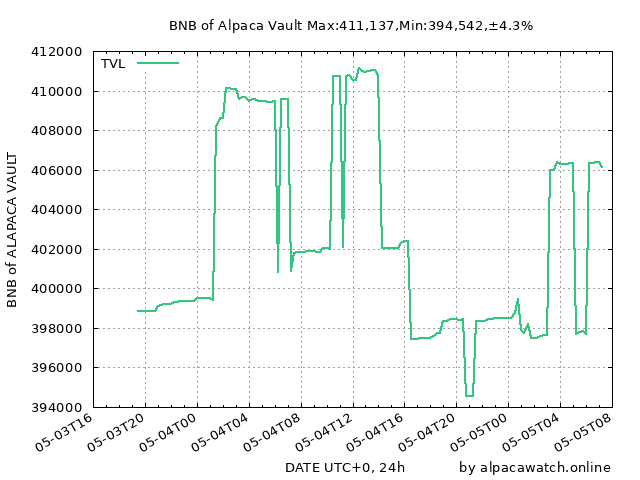 BNB of Alpaca Vault Max:411,137,Min:394,542,±4.3%
412000
TVL
410000
408000
406000
404000
402000
400000
398000
396000
394000
BNB of ALAPACA VAULT
05-03T16
05-03T20
05-04T00
05-04T04
05-04T08
05-04T12
05-04T16
05-04T20
05-05T00
05-05T04
05-05T08
DATE UTC+0, 24h
by alpacawatch.online